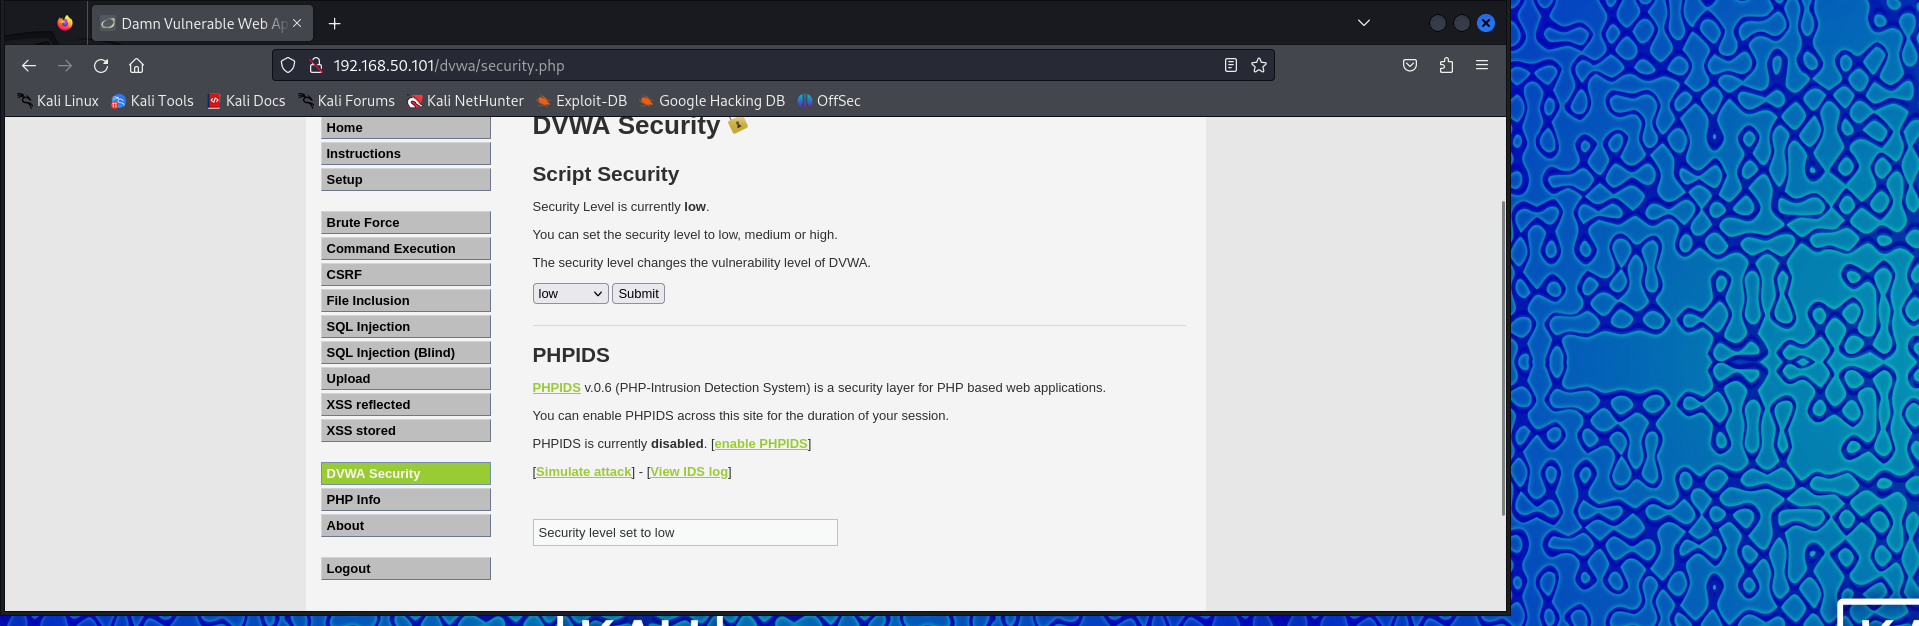 Damn Vulnerable Web Ap
192.168.50.101/dvwa/security.php
Kali Linux Kali Tools Kali Docs Kali Forums Kali NetHunter Exploit-DB Google Hacking DB OffSec
Home
Instructions
Setup
Brute Force
Command Execution
CSRF
File Inclusion
SQL Injection
SQL Injection (Blind)
Upload
XSS reflected
XSS stored
DVWA Security
PHP Info
About
Logout
DVWA Security
Script Security
Security Level is currently low.
You can set the security level to low, medium or high.
The security level changes the vulnerability level of DVWA.
low Submit
PHPIDS
PHPIDS v.0.6 (PHP-Intrusion Detection System) is a security layer for PHP based web applications.
You can enable PHPIDS across this site for the duration of your session.
PHPIDS is currently disabled. [enable PHPIDS]
[Simulate attack] - [View IDS log]
Security level set to low